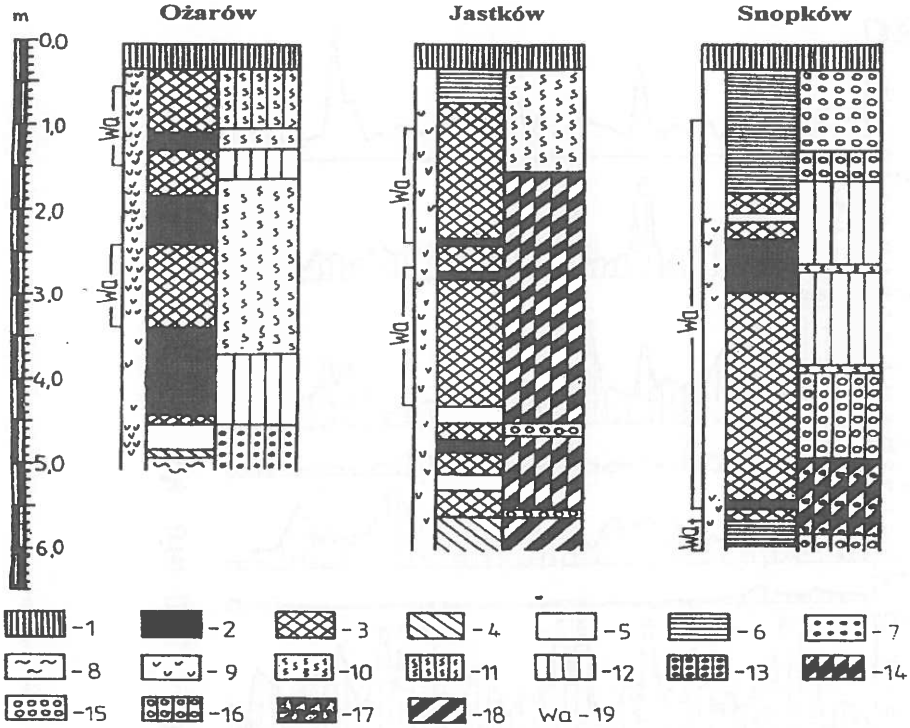 m Ożarów Jastków Snopków
0.0
1,0
2,0
3.0
4,0
5,0
6,0
Wa
Wa
Wa
Wa
Wa
Wa
-1 -2 -3 -4 -5 -6 -7
-8 -9 -10 -11 -12 -13 -14
-15 -16 -17 -18 Wa -19